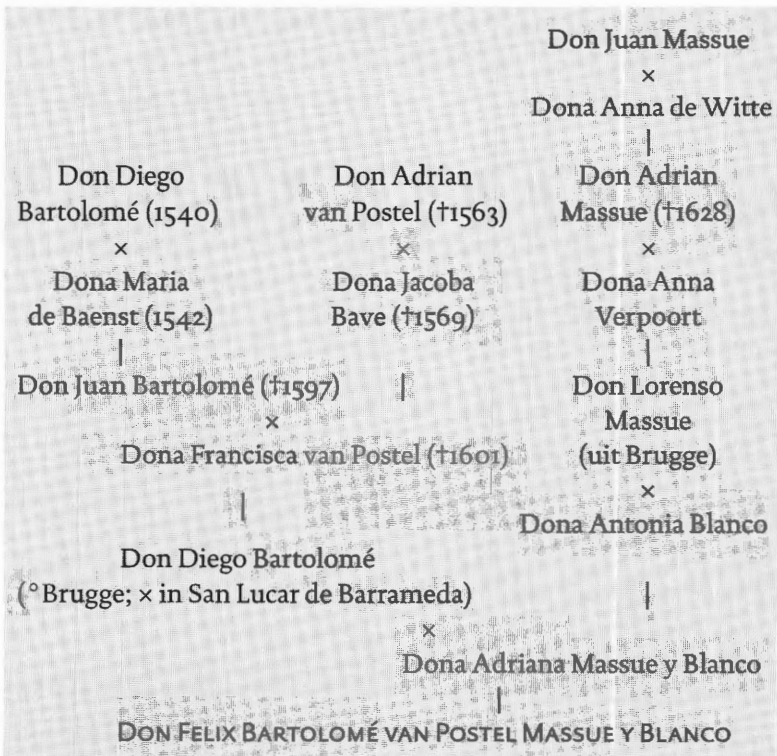 Don Juan Massue
×
Dona Anna de Witte
|
Don Diego
Bartolomé (1540)
×
Dona Maria
de Baenst (1542)
|
Don Adrian
van Postel (†1563)
×
Dona Jacoba
Bave (†1569)
|
Don Adrian
Massue (†1628)
×
Dona Anna
Verpoort
|
Don Juan Bartolomé (†1597)
×
Dona Francisca van Postel (†1601)
|
Don Lorenso
Massue
(uit Brugge)
×
Dona Antonia Blanco
|
Don Diego Bartolomé
(° Brugge; × in San Lucar de Barrameda)
×
Dona Adriana Massue y Blanco
|
DON FELIX BARTOLOMÉ VAN POSTEL MASSUE Y BLANCO